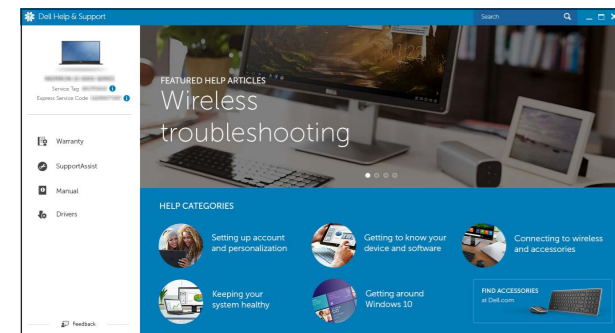 Dell Help & Support
Search
Service Tag
Express Service Code
Warranty
SupportAssist
Manual
Drivers
Feedback
FEATURED HELP ARTICLES
Wireless
troubleshooting
HELP CATEGORIES
Setting up account
and personalization
Getting to know your
device and software
Connecting to wireless
and accessories
Keeping your
system healthy
Getting around
Windows 10
FIND ACCESSORIES
at Dell.com